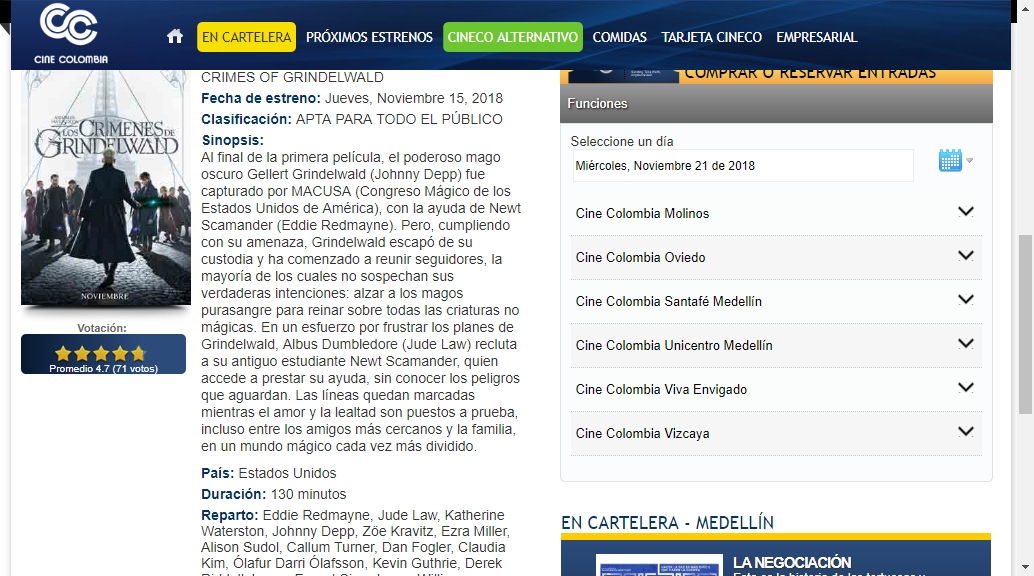 CINE COLOMBIA
EN CARTELERA
PRÓXIMOS ESTRENOS
CINECO ALTERNATIVO
COMIDAS
TARJETA CINECO
EMPRESARIAL
LOS CRÍMENES DE
GRINDELWALD
NOVIEMBRE
Votación:
Promedio 4.7 (71 votos)
CRIMES OF GRINDELWALD
Fecha de estreno: Jueves, Noviembre 15, 2018
Clasificación: APTA PARA TODO EL PÚBLICO
Sinopsis:
Al final de la primera película, el poderoso mago
oscuro Gellert Grindelwald (Johnny Depp) fue
capturado por MACUSA (Congreso Mágico de los
Estados Unidos de América), con la ayuda de Newt
Scamander (Eddie Redmayne). Pero, cumpliendo
con su amenaza, Grindelwald escapó de su
custodia y ha comenzado a reunir seguidores, la
mayoría de los cuales no sospechan sus
verdaderas intenciones: alzar a los magos
purasangre para reinar sobre todas las criaturas no
mágicas. En un esfuerzo por frustrar los planes de
Grindelwald, Albus Dumbledore (Jude Law) recluta
a su antiguo estudiante Newt Scamander, quien
accede a prestar su ayuda, sin conocer los peligros
que aguardan. Las líneas quedan marcadas
mientras el amor y la lealtad son puestos a prueba,
incluso entre los amigos más cercanos y la familia,
en un mundo mágico cada vez más dividido.
País: Estados Unidos
Duración: 130 minutos
Reparto: Eddie Redmayne, Jude Law, Katherine
Waterston, Johnny Depp, Zöe Kravitz, Ezra Miller,
Alison Sudol, Callum Turner, Dan Fogler, Claudia
Kim, Ólafur Darri Ólafsson, Kevin Guthrie, Derek
COMPRAR O RESERVAR ENTRADAS
Funciones
Seleccione un día
Miércoles, Noviembre 21 de 2018
Cine Colombia Molinos
Cine Colombia Oviedo
Cine Colombia Santafé Medellín
Cine Colombia Unicentro Medellín
Cine Colombia Viva Envigado
Cine Colombia Vizcaya
EN CARTELERA - MEDELLÍN
LA NEGOCIACIÓN